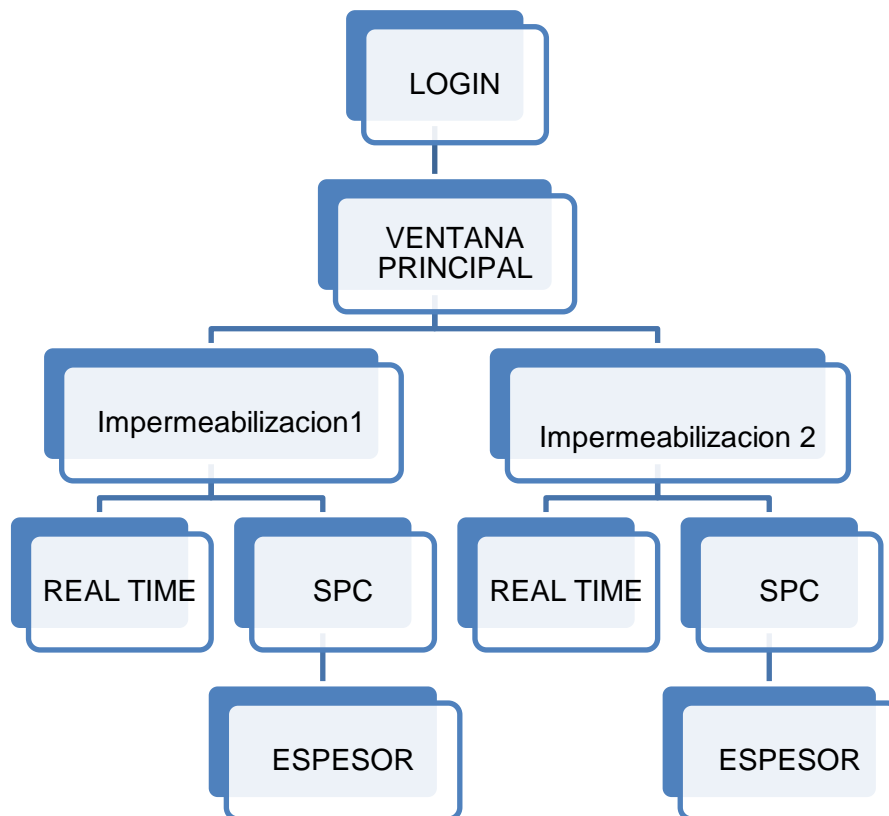 LOGIN
VENTANA
PRINCIPAL
Impermeabilizacion1
Impermeabilizacion 2
REAL TIME
SPC
REAL TIME
SPC
ESPESOR
ESPESOR